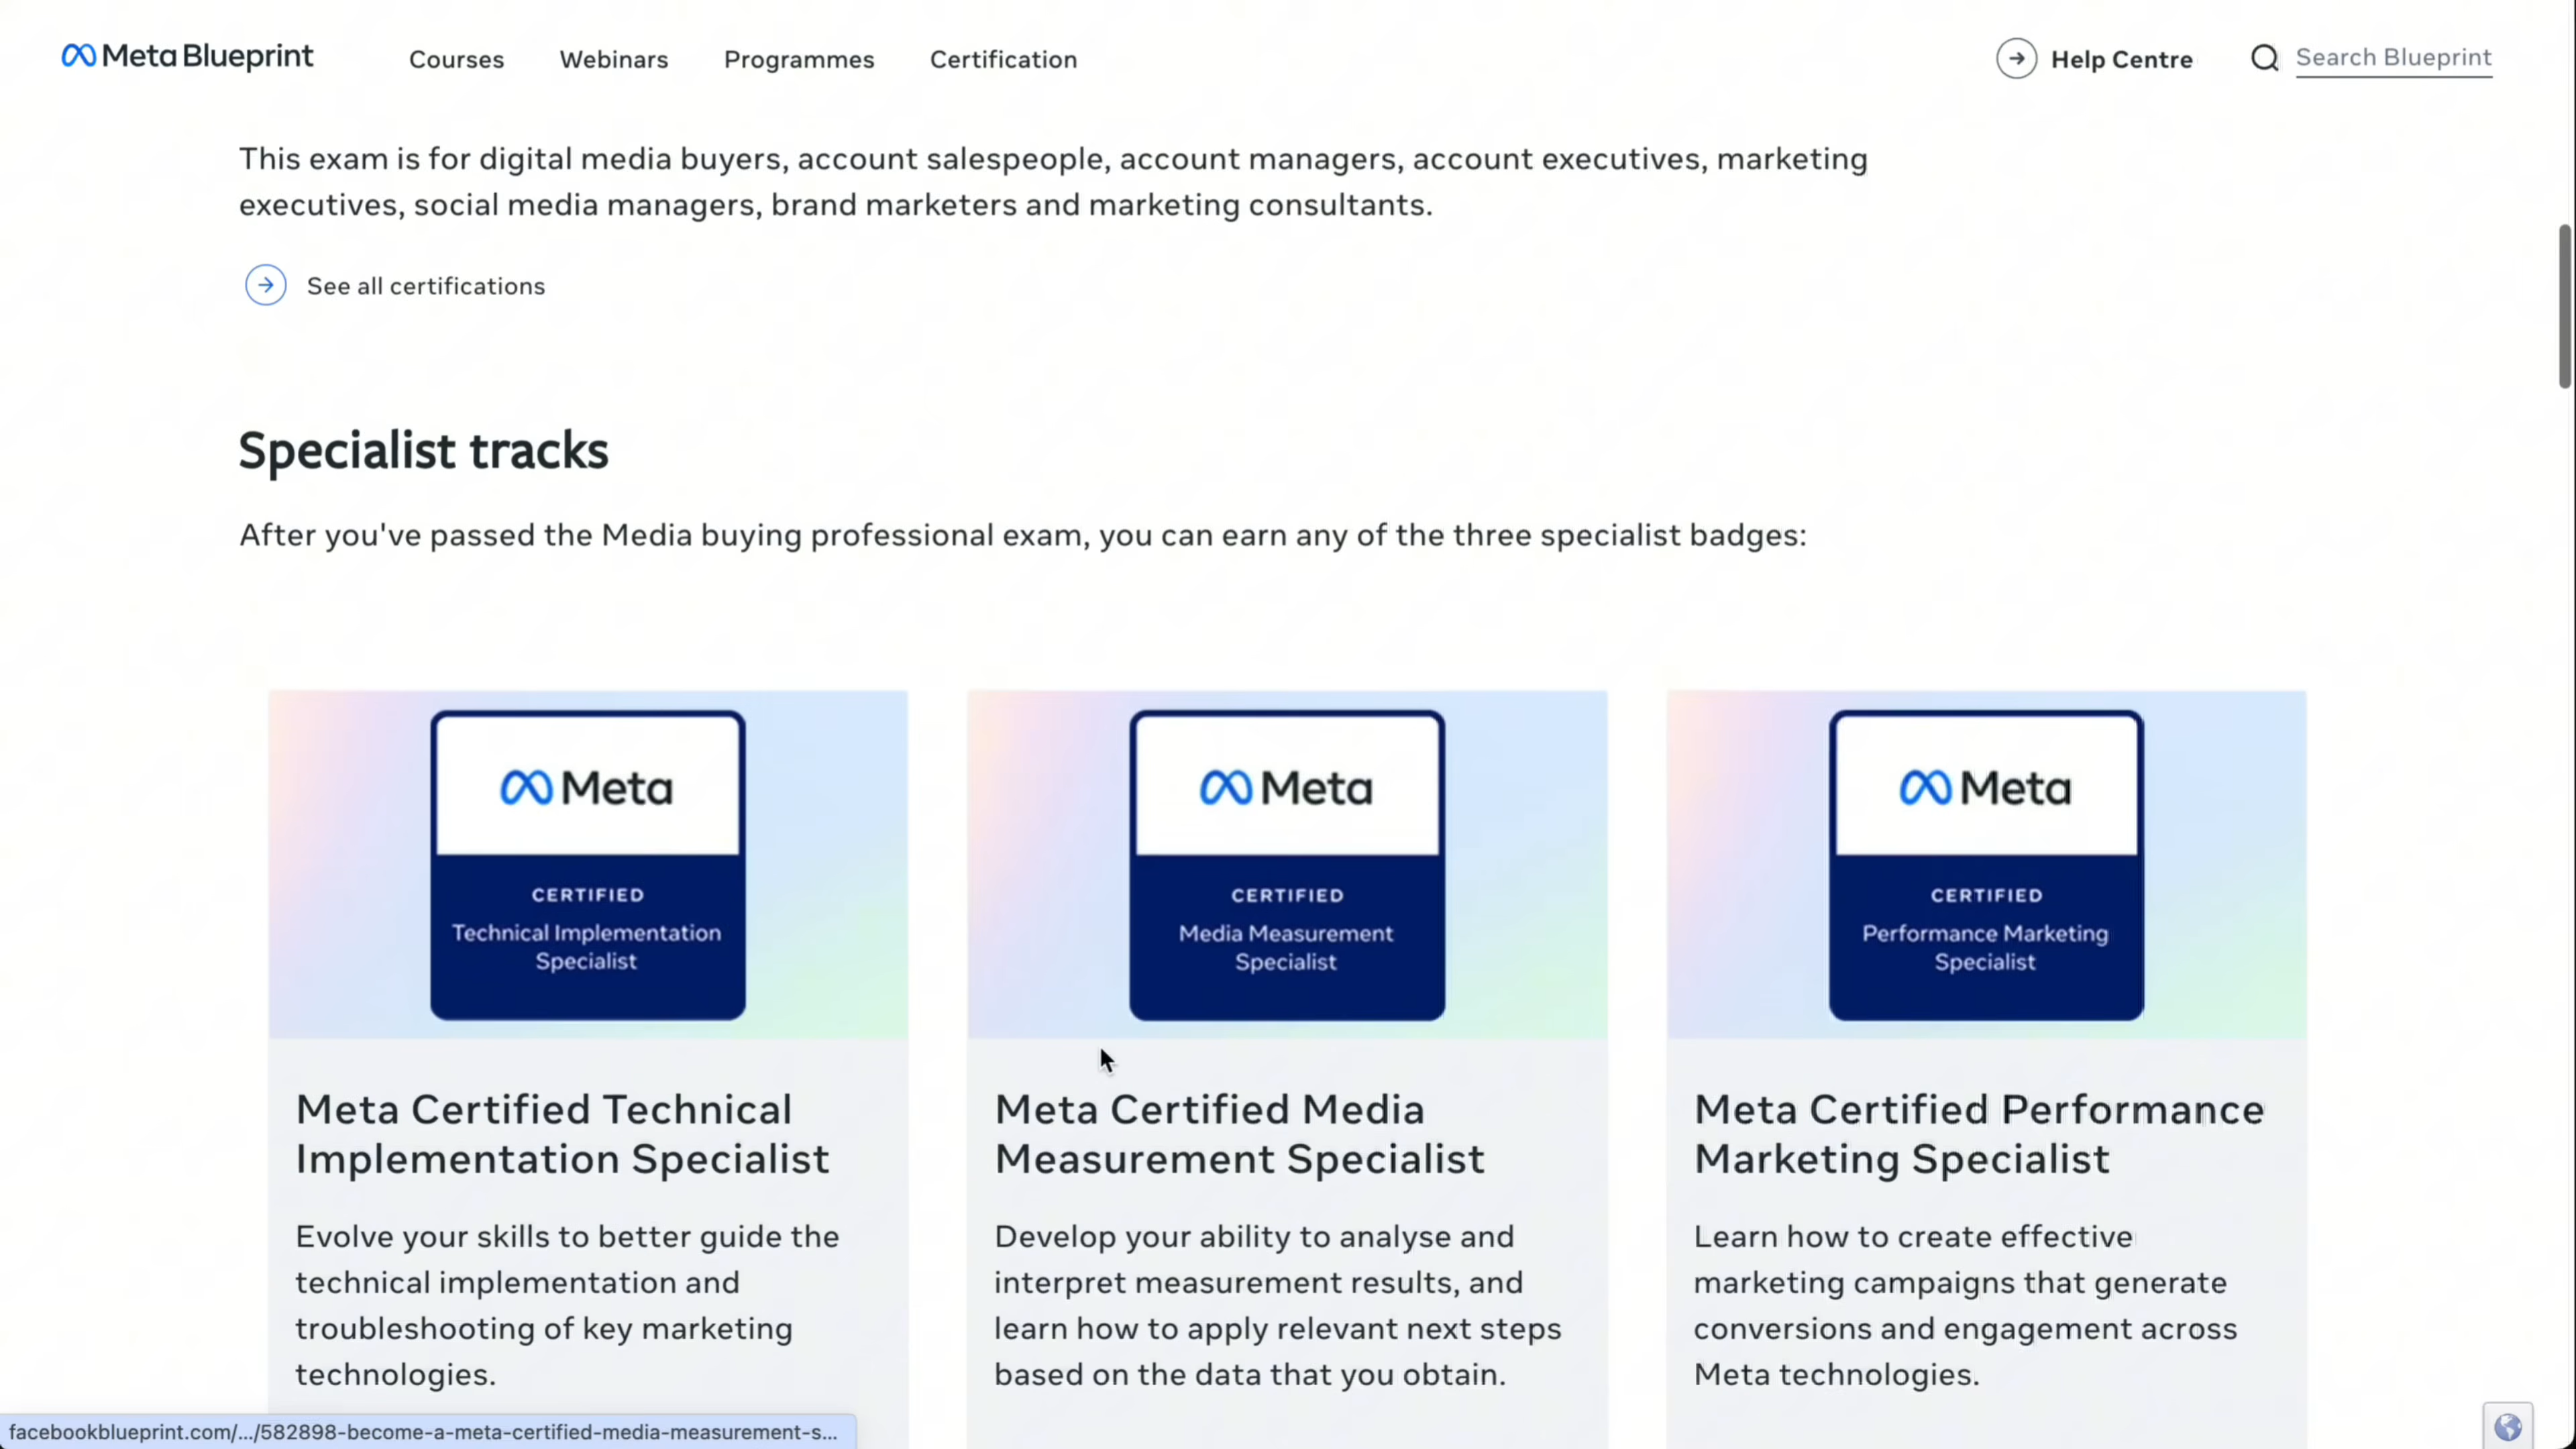 Meta Blueprint
Courses
Webinars
Programmes
Certification
Help Centre
Search Blueprint
This exam is for digital media buyers, account salespeople, account managers, account executives, marketing
executives, social media managers, brand marketers and marketing consultants.
See all certifications
Specialist tracks
After you've passed the Media buying professional exam, you can earn any of the three specialist badges:
Meta
CERTIFIED
Technical Implementation
Specialist
Meta Certified Technical
Implementation Specialist
Evolve your skills to better guide the
technical implementation and
troubleshooting of key marketing
technologies.
Meta
CERTIFIED
Media Measurement
Specialist
Meta Certified Media
Measurement Specialist
Develop your ability to analyse and
interpret measurement results, and
learn how to apply relevant next steps
based on the data that you obtain.
Meta
CERTIFIED
Performance Marketing
Specialist
Meta Certified Performance
Marketing Specialist
Learn how to create effective
marketing campaigns that generate
conversions and engagement across
Meta technologies.
facebookblueprint.com/.../582898-become-a-meta-certified-media-measurement-s...